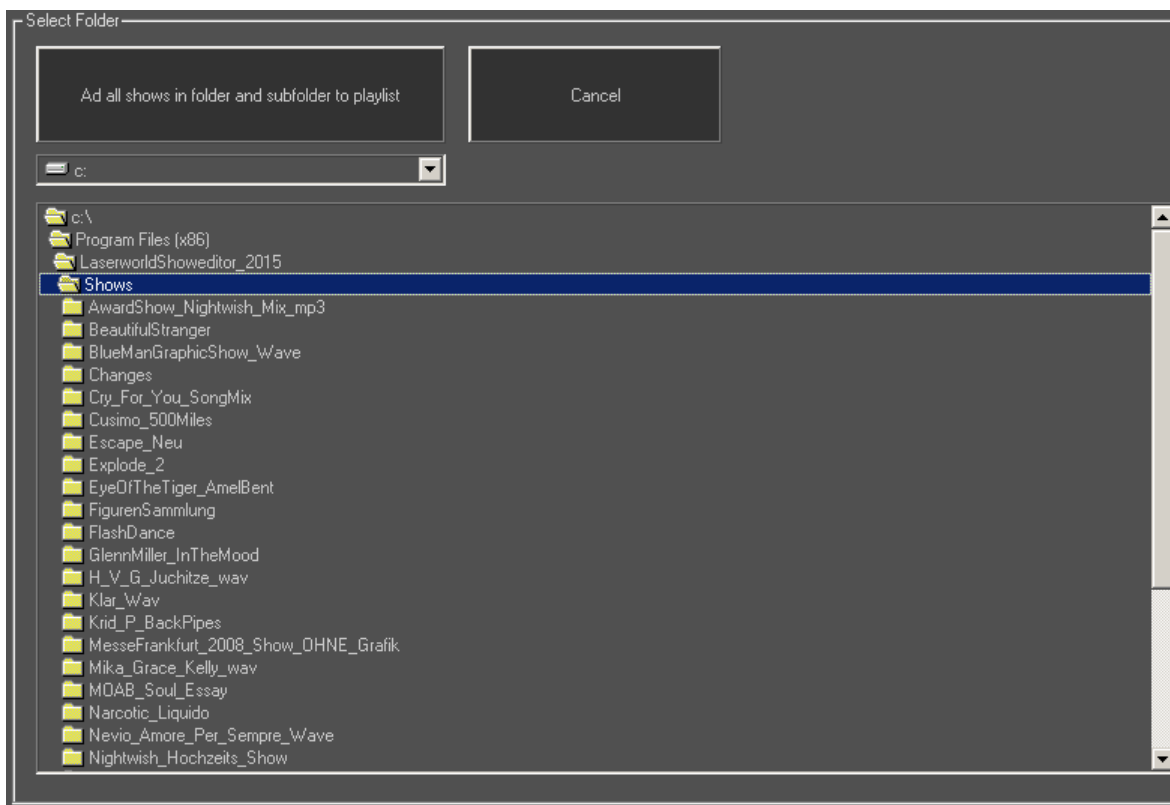 Select Folder
Ad all shows in folder and subfolder to playlist
Cancel
c:
c:\
Program Files (x86)
LaserworldShoweditor_2015
Shows
AwardShow_Nightwish_Mix_mp3
BeautifulStranger
BlueManGraphicShow_Wave
Changes
Cry_For_You_SongMix
Cusimo_500Miles
Escape_Neu
Explode_2
EyeOfTheTiger_AmelBent
FigurenSammlung
FlashDance
GlennMiller_InTheMood
H_V_G_Juchitze_wav
Klar_Wav
Krid_P_BackPipes
MesseFrankfurt_2008_Show_OHNE_Grafik
Mika_Grace_Kelly_wav
MOAB_Soul_Essay
Narcotic_Liquido
Nevio_Amore_Per_Sempre_Wave
Nightwish_Hochzeits_Show